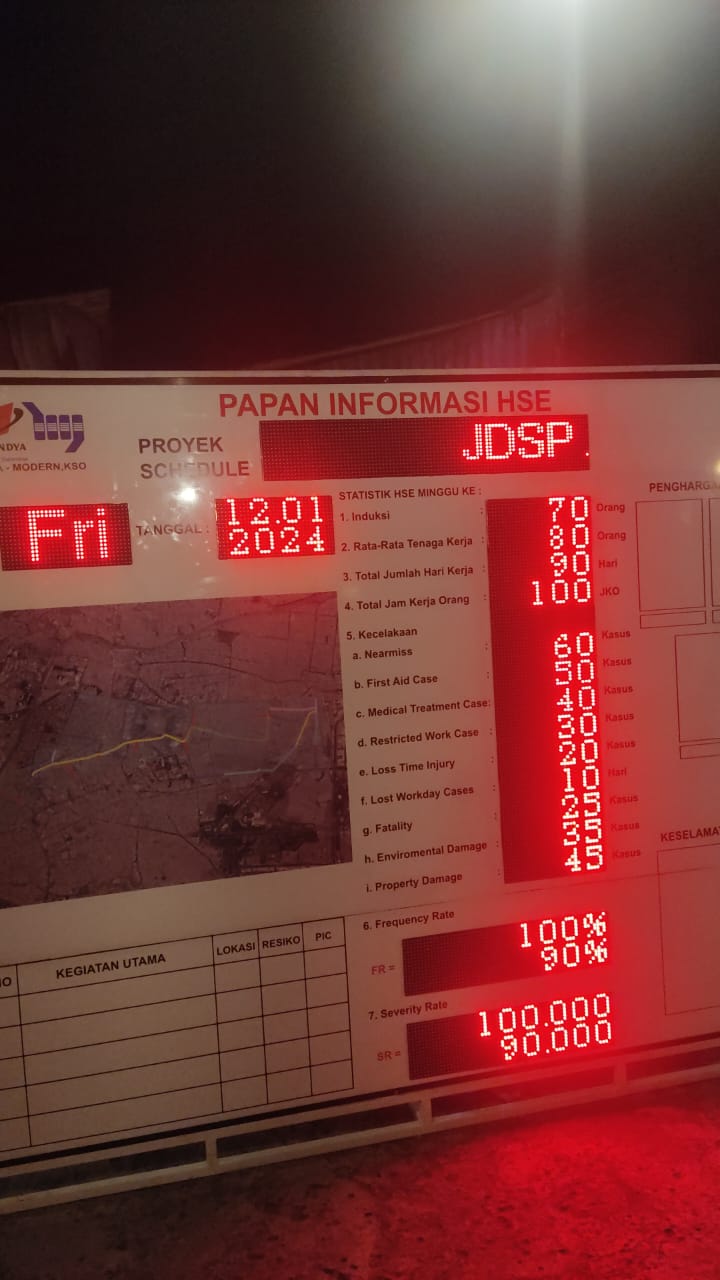 PAPAN INFORMASI HSE
NDYA
A - MODERN,KSO
PROYEK
SCHEDULE
JDSP.
Fri
TANGGAL :
12.01
2024
STATISTIK HSE MINGGU KE :
1. Induksi : 70 Orang
2. Rata-Rata Tenaga Kerja : 80 Orang
3. Total Jumlah Hari Kerja : 90 Hari
4. Total Jam Kerja Orang : 100 JKO
5. Kecelakaan
a. Nearmiss : 60 Kasus
b. First Aid Case : 50 Kasus
c. Medical Treatment Case: 40 Kasus
d. Restricted Work Case : 30 Kasus
e. Loss Time Injury : 20 Kasus
f. Lost Workday Cases : 10 Hari
g. Fatality : 25 Kasus
h. Enviromental Damage : 35 Kasus
i. Property Damage : 45 Kasus
6. Frequency Rate
100%
FR = 90%
7. Severity Rate
100.000
SR = 90.000
PENGHARGA
KESELAMA
NO KEGIATAN UTAMA LOKASI RESIKO PIC